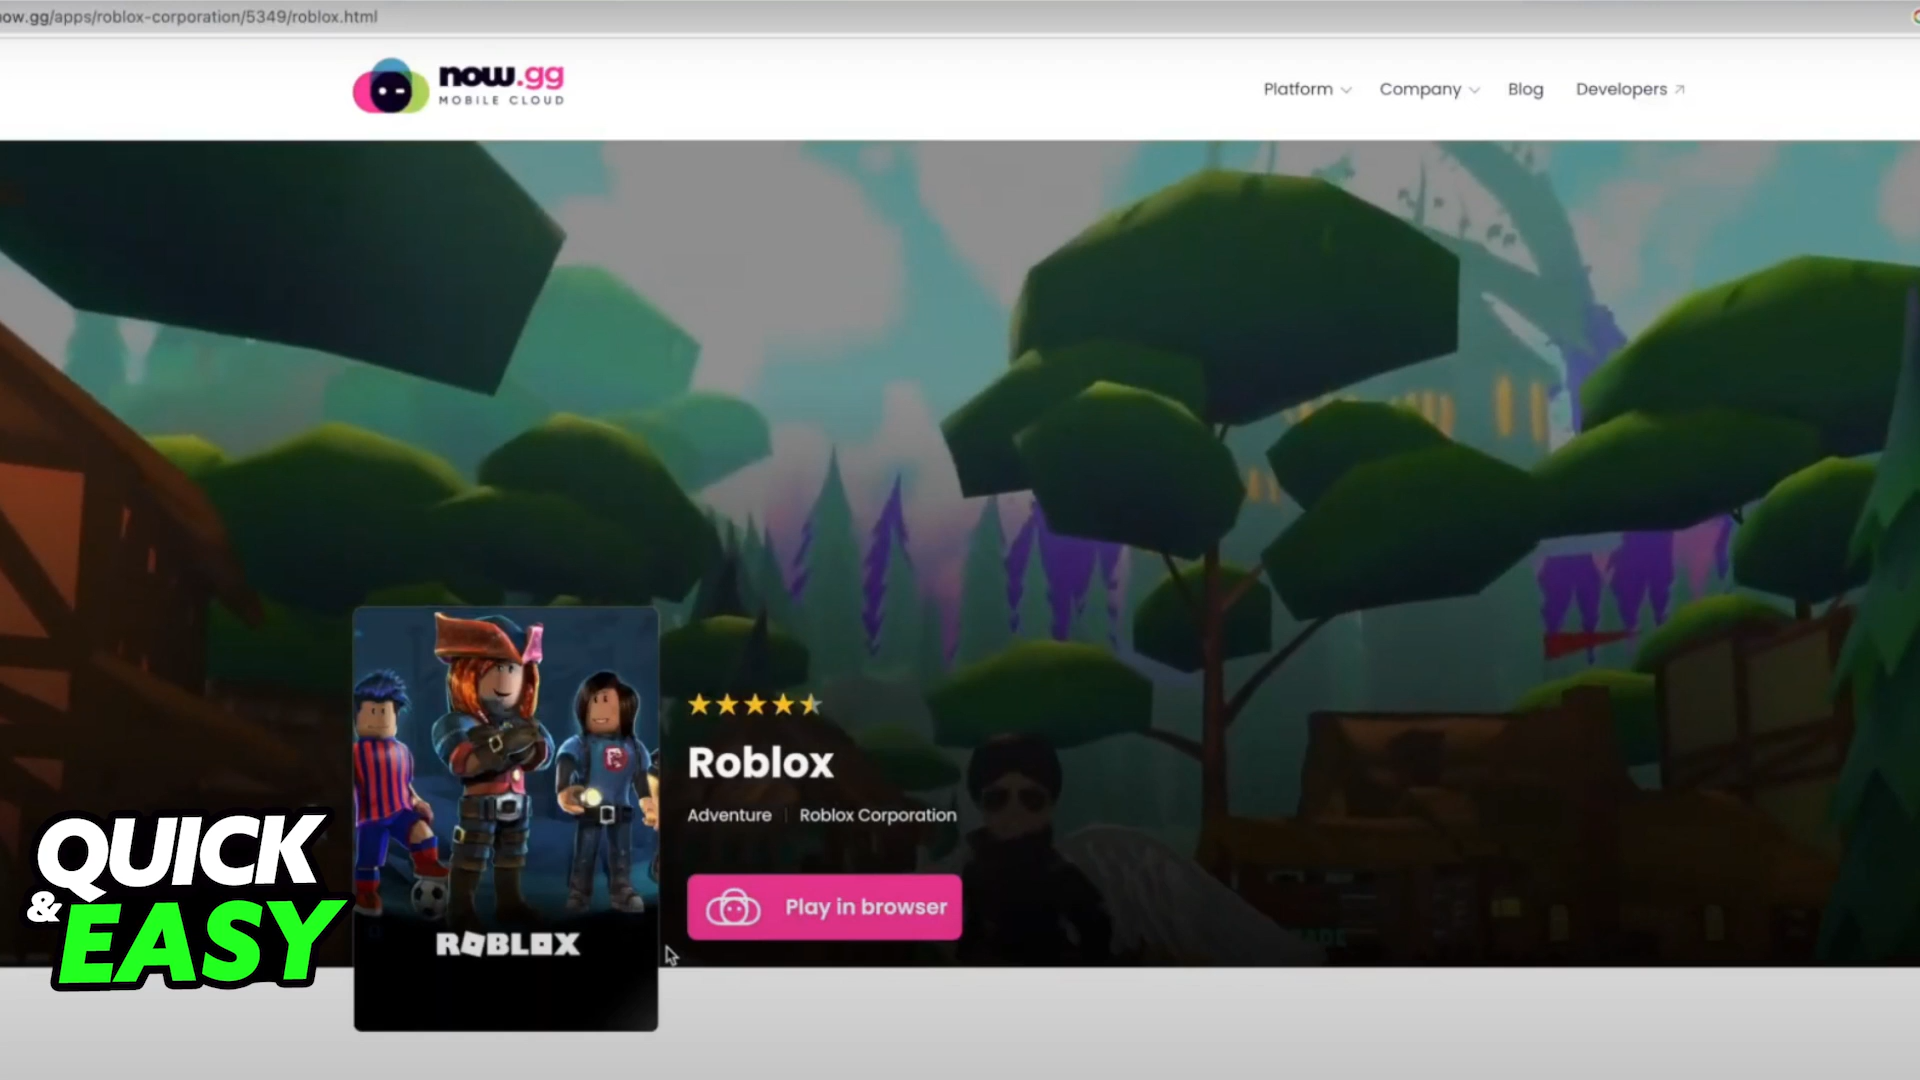 now.gg/apps/roblox-corporation/5349/roblox.html
now.gg
MOBILE CLOUD
Platform
Company
Blog
Developers
Roblox
Adventure | Roblox Corporation
Play in browser
ROBLOX
QUICK
& EASY